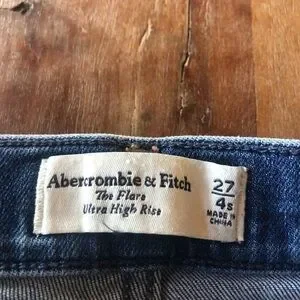 Abercrombie & Fitch
The Flare
Ultra High Rise
27
4s
MADE IN
CHINA